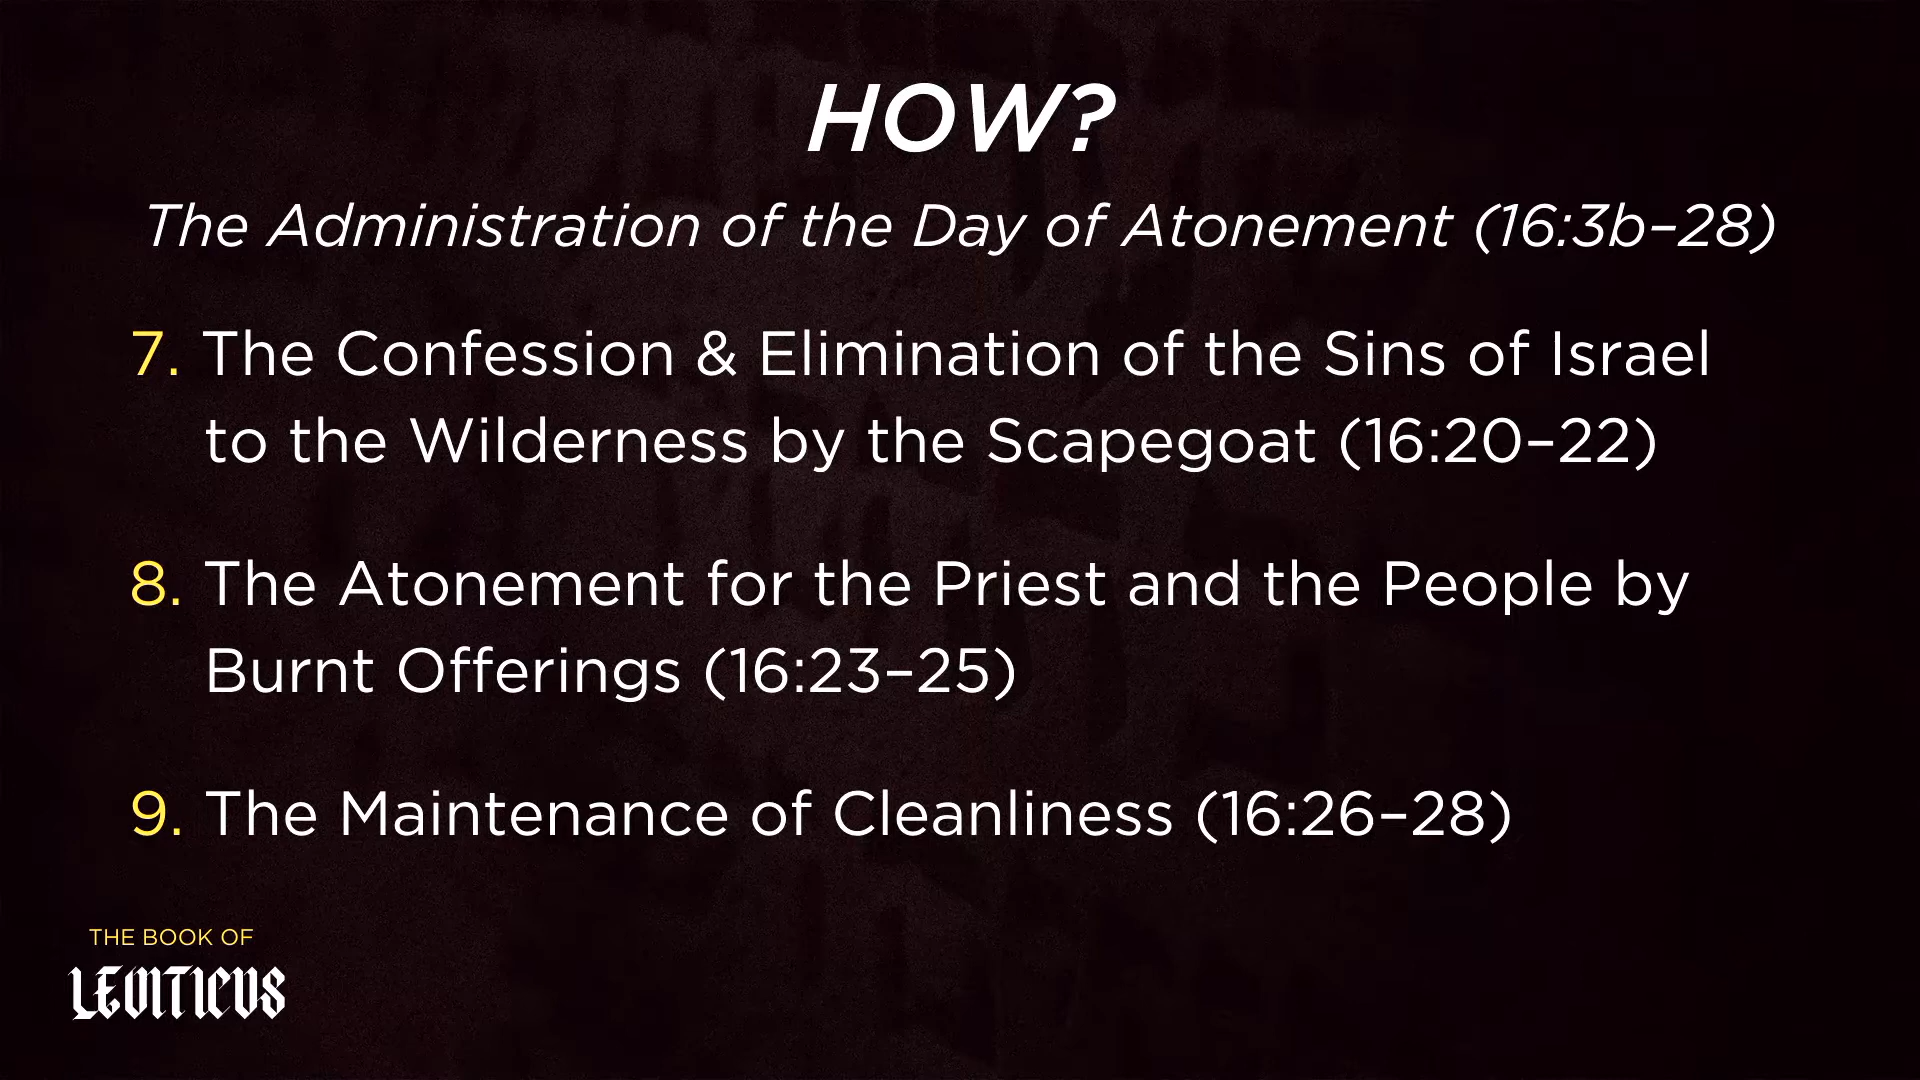 HOW?
The Administration of the Day of Atonement (16:3b–28)
7. The Confession & Elimination of the Sins of Israel
to the Wilderness by the Scapegoat (16:20–22)
8. The Atonement for the Priest and the People by
Burnt Offerings (16:23–25)
9. The Maintenance of Cleanliness (16:26–28)
THE BOOK OF
LEVITICUS